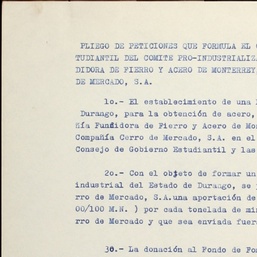 PLIEGO DE PETICIONES QUE FORMULA EL
TUDIANTIL DEL COMITE PRO-INDUSTRIALIZ
DIDORA DE FIERRO Y ACERO DE MONTERREY
DE MERCADO, S.A.
1o.- El establecimiento de una
Durango, para la obtención de acero,
ñía Fundidora de Fierro y Acero de Mo
Compañía Cerro de Mercado, S.A. en el
Consejo de Gobierno Estudiantil y las
2o.- Con el objeto de formar un
industrial del Estado de Durango, se
rro de Mercado, S.A.una aportación de
00/100 M.N. ) por cada tonelada de mi
rro de Mercado y que sea enviada fuer
3o.- La donación al Fondo de Fo